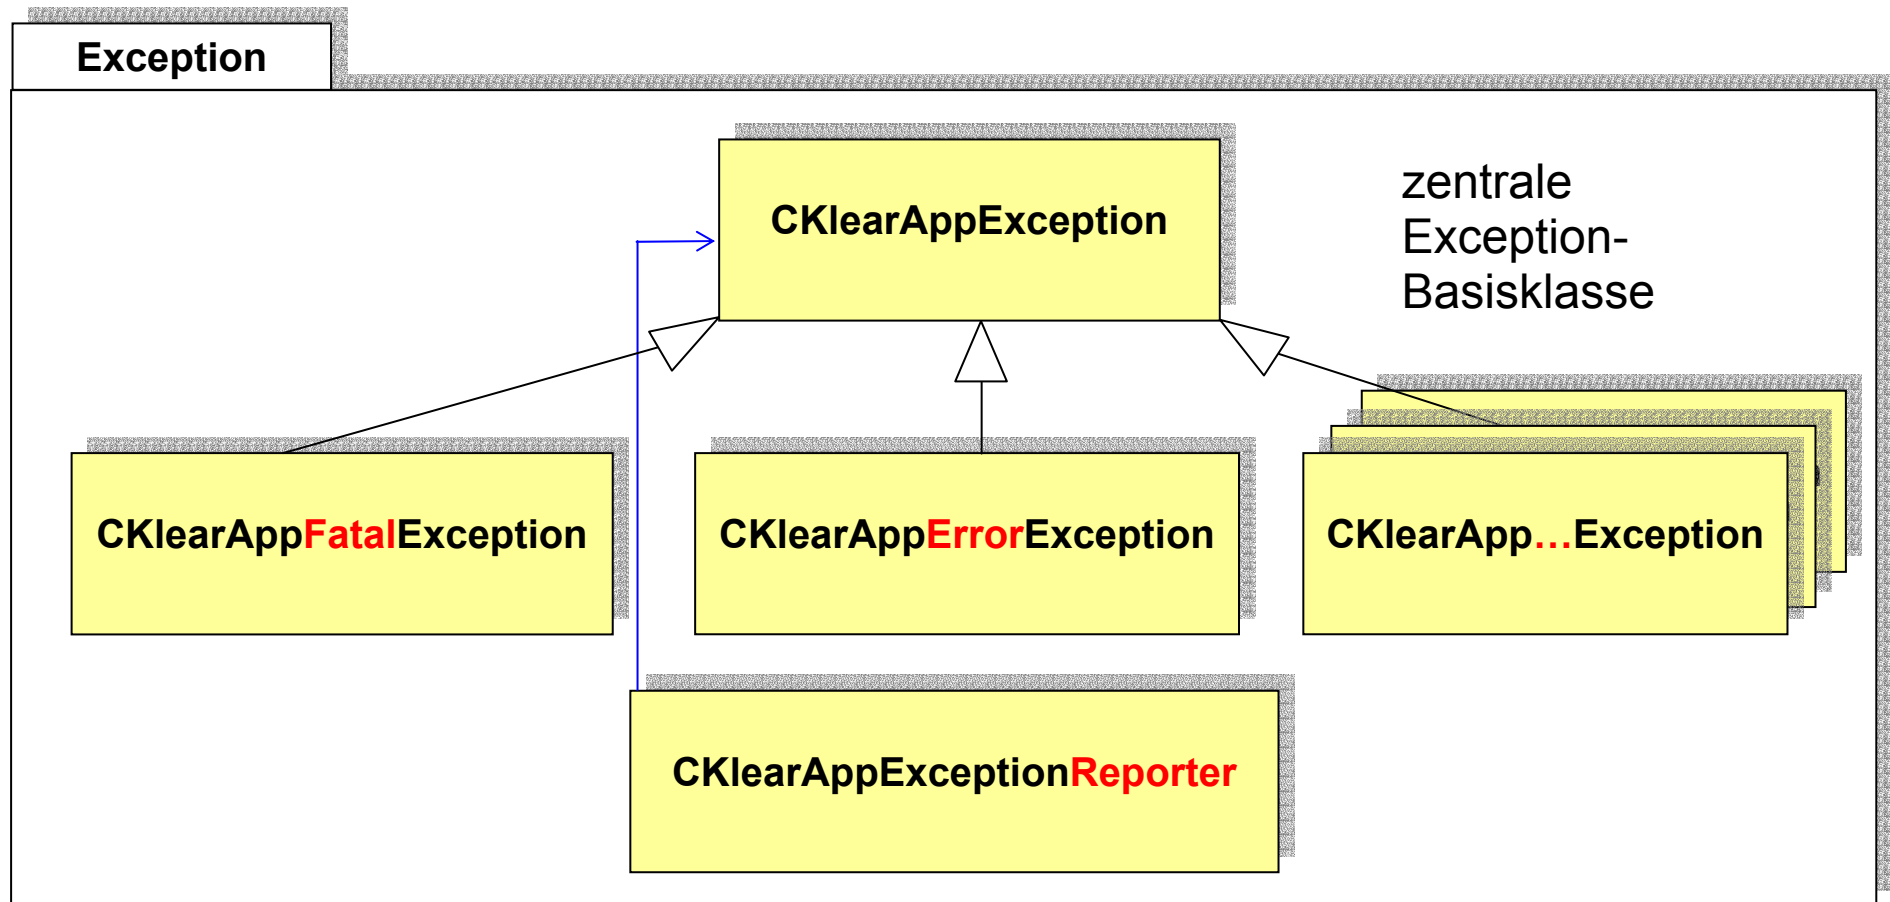 Exception
CKlearAppException
zentrale
Exception-
Basisklasse
CKlearAppFatalException
CKlearAppErrorException
CKlearApp...Exception
CKlearAppExceptionReporter